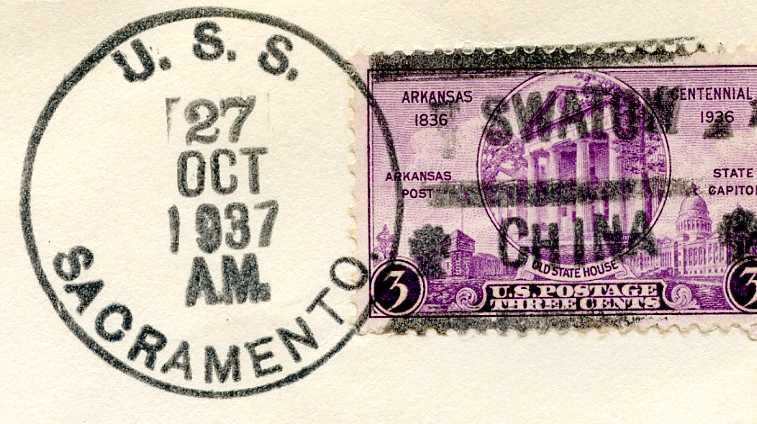 U. S. S.
27
OCT
1937
A.M.
SACRAMENTO.
ARKANSAS
1836
CENTENNIAL
1936
SWATOW
ARKANSAS
POST
STATE
CAPITOL
CHINA
OLD STATE HOUSE
3
U.S. POSTAGE
THREE CENTS
3